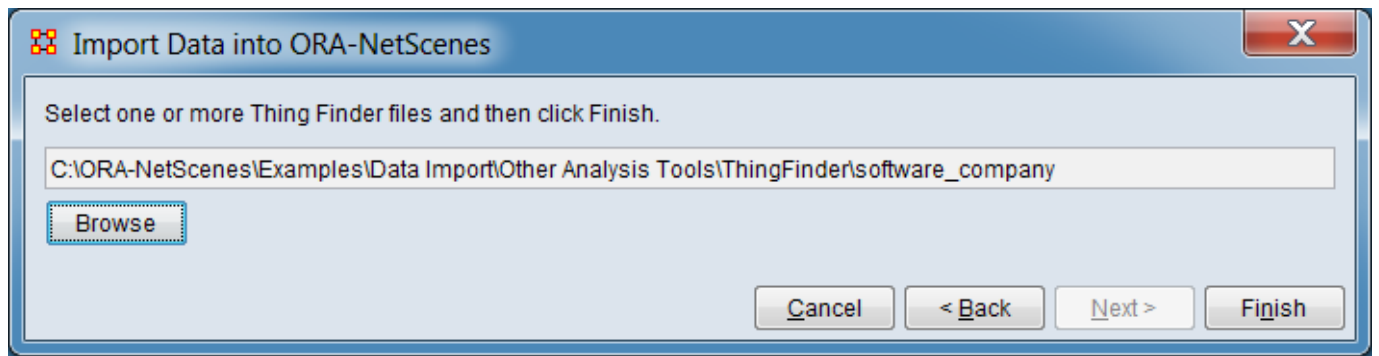 Import Data into ORA-NetScenes
X
Select one or more Thing Finder files and then click Finish.
C:\ORA-NetScenes\Examples\Data Import\Other Analysis Tools\ThingFinder\software_company
Browse
Cancel < Back Next > Finish